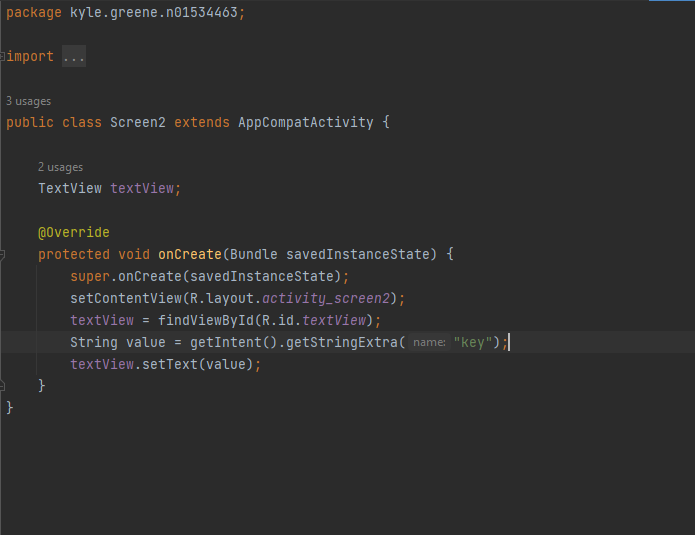 package kyle.greene.n01534463;
import ...
3 usages
public class Screen2 extends AppCompatActivity {
2 usages
TextView textView;
@Override
protected void onCreate(Bundle savedInstanceState) {
super.onCreate(savedInstanceState);
setContentView(R.layout.activity_screen2);
textView = findViewById(R.id.textView);
String value = getIntent().getStringExtra( name: "key");
textView.setText(value);
}
}